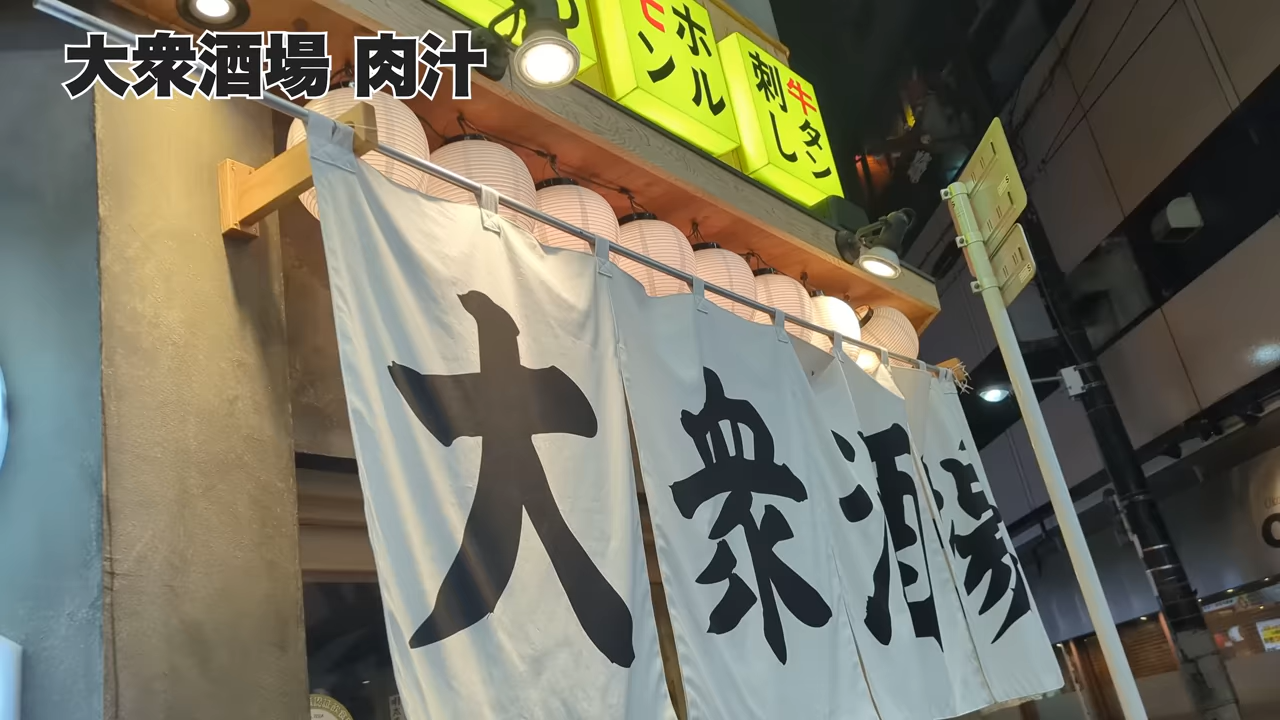 大衆酒場 肉汁
ホル
モン
牛タン
刺し
大衆酒場